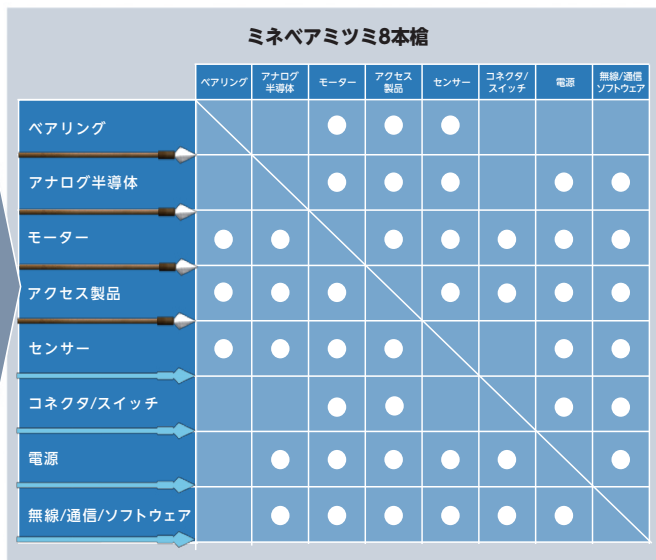 ミネベアミツミ8本槍
ベアリング
アナログ
半導体
モーター
アクセス
製品
センサー
コネクタ/
スイッチ
電源
無線/通信
ソフトウェア
ベアリング
アナログ半導体
モーター
アクセス製品
センサー
コネクタ/スイッチ
電源
無線/通信/ソフトウェア